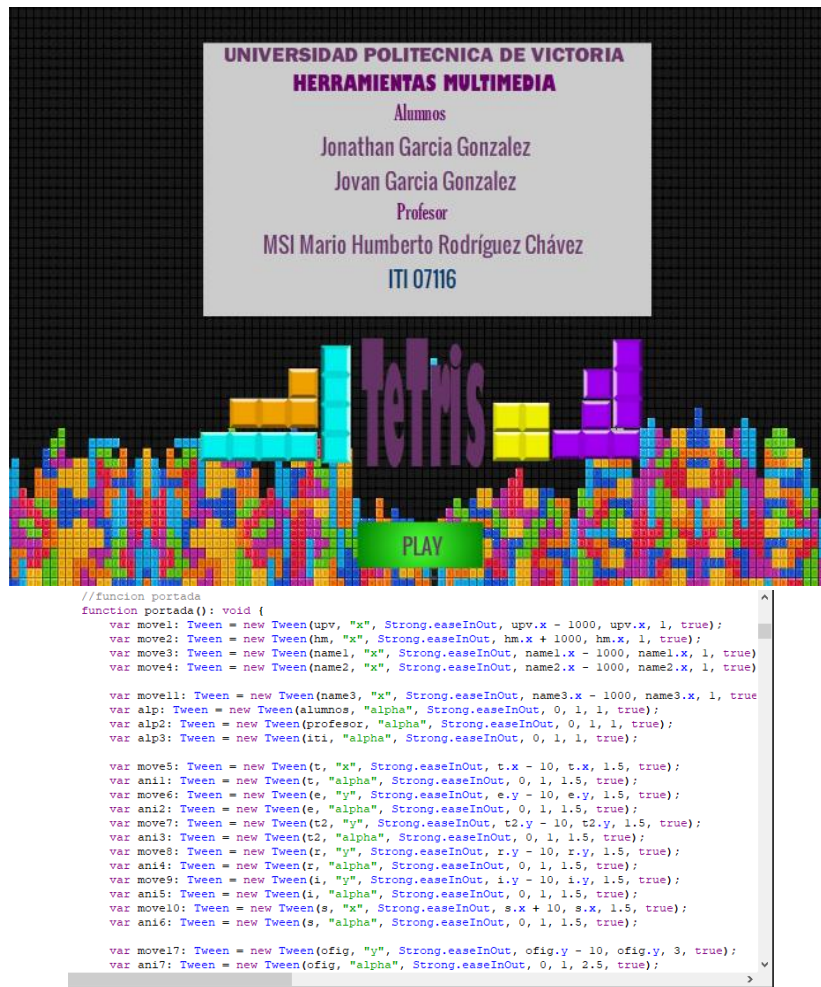 UNIVERSIDAD POLITECNICA DE VICTORIA
HERRAMIENTAS MULTIMEDIA
Alumnos
Jonathan Garcia Gonzalez
Jovan Garcia Gonzalez
Profesor
MSI Mario Humberto Rodríguez Chávez
ITI 07116
TeTris
PLAY
//funcion portada
function portada(): void {
var move1: Tween = new Tween(upv, "x", Strong.easeInOut, upv.x - 1000, upv.x, 1, true);
var move2: Tween = new Tween(hm, "x", Strong.easeInOut, hm.x + 1000, hm.x, 1, true);
var move3: Tween = new Tween(name1, "x", Strong.easeInOut, name1.x - 1000, name1.x, 1, true)
var move4: Tween = new Tween(name2, "x", Strong.easeInOut, name2.x - 1000, name2.x, 1, true)
var move11: Tween = new Tween(name3, "x", Strong.easeInOut, name3.x - 1000, name3.x, 1, true
var alp: Tween = new Tween(alumnos, "alpha", Strong.easeInOut, 0, 1, 1, true);
var alp2: Tween = new Tween(profesor, "alpha", Strong.easeInOut, 0, 1, 1, true);
var alp3: Tween = new Tween(iti, "alpha", Strong.easeInOut, 0, 1, 1, true);
var move5: Tween = new Tween(t, "x", Strong.easeInOut, t.x - 10, t.x, 1.5, true);
var ani1: Tween = new Tween(t, "alpha", Strong.easeInOut, 0, 1, 1.5, true);
var move6: Tween = new Tween(e, "y", Strong.easeInOut, e.y - 10, e.y, 1.5, true);
var ani2: Tween = new Tween(e, "alpha", Strong.easeInOut, 0, 1, 1.5, true);
var move7: Tween = new Tween(t2, "y", Strong.easeInOut, t2.y - 10, t2.y, 1.5, true);
var ani3: Tween = new Tween(t2, "alpha", Strong.easeInOut, 0, 1, 1.5, true);
var move8: Tween = new Tween(r, "y", Strong.easeInOut, r.y - 10, r.y, 1.5, true);
var ani4: Tween = new Tween(r, "alpha", Strong.easeInOut, 0, 1, 1.5, true);
var move9: Tween = new Tween(i, "y", Strong.easeInOut, i.y - 10, i.y, 1.5, true);
var ani5: Tween = new Tween(i, "alpha", Strong.easeInOut, 0, 1, 1.5, true);
var move10: Tween = new Tween(s, "x", Strong.easeInOut, s.x + 10, s.x, 1.5, true);
var ani6: Tween = new Tween(s, "alpha", Strong.easeInOut, 0, 1, 1.5, true);
var move17: Tween = new Tween(ofig, "y", Strong.easeInOut, ofig.y - 10, ofig.y, 3, true);
var ani7: Tween = new Tween(ofig, "alpha", Strong.easeInOut, 0, 1, 2.5, true);